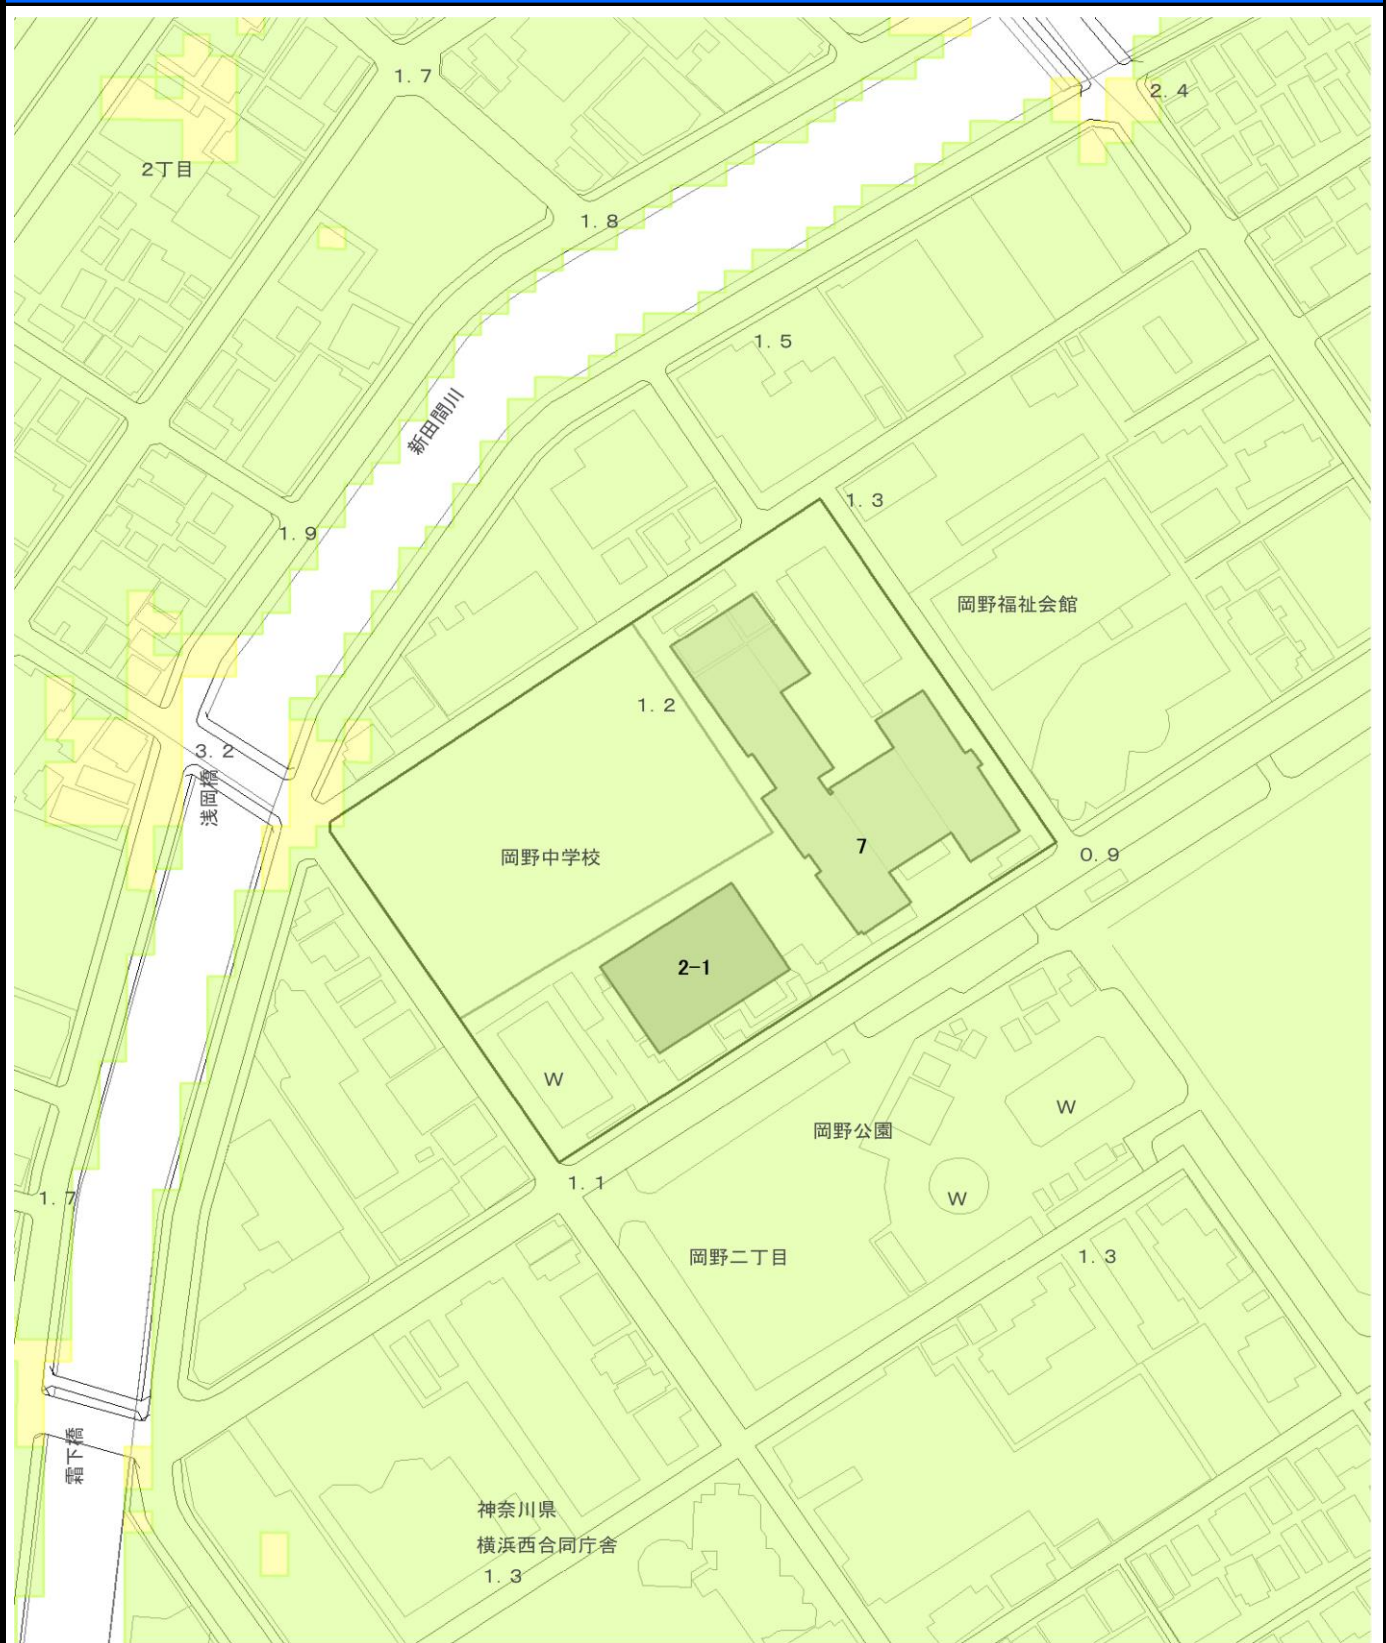 1.7
2.4
2丁目
1.8
1.5
新田間川
1.3
1.9
岡野福祉会館
1.2
3.2
浅岡橋
7
岡野中学校
0.9
2-1
W
W
岡野公園
1.1
1.7
W
岡野二丁目
1.3
霜下橋
神奈川県
横浜西合同庁舎
1.3